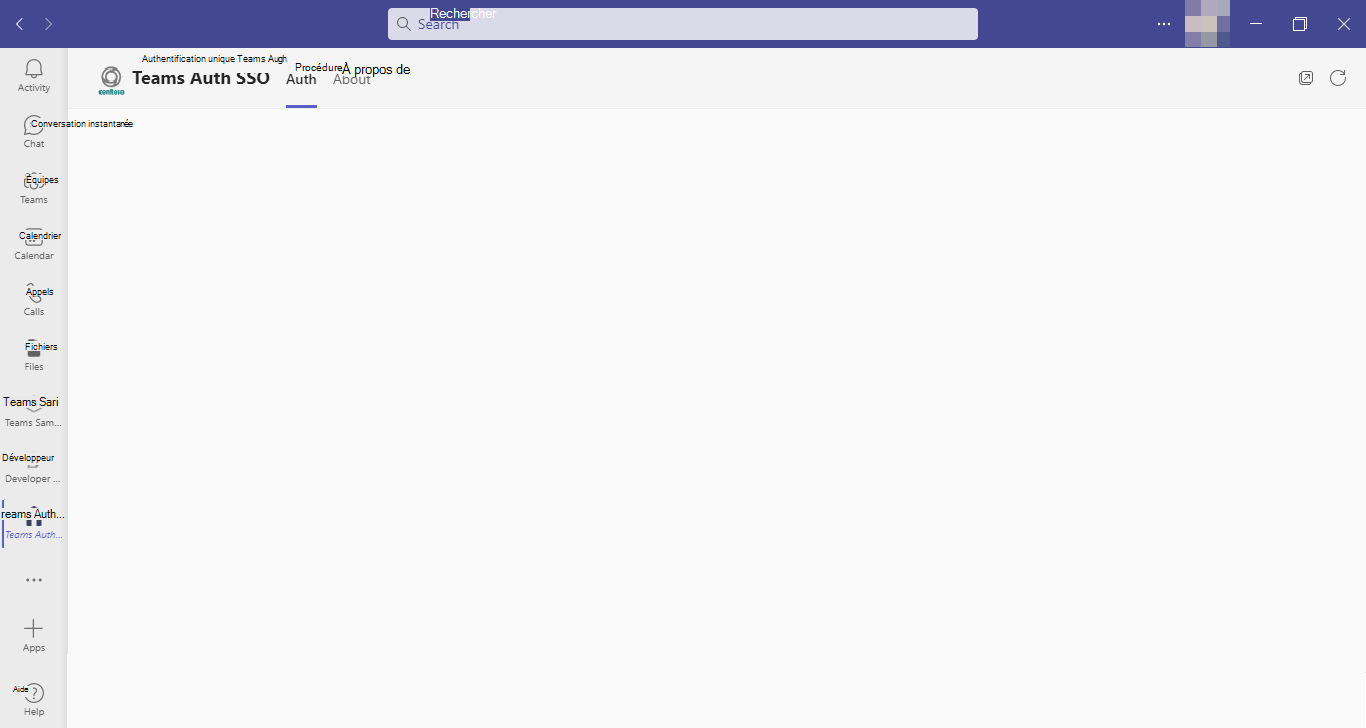 Rechercher
Search
Authentification unique Teams Augh
Teams Auth SSO
contoso
Procédure
Auth
À propos de
About
Activity
Conversation instantanée
Chat
Équipes
Teams
Calendrier
Calendar
Appels
Calls
Fichiers
Files
Teams Sari
Teams Sam...
Développeur
Developer ...
reams Auth...
Teams Auth...
Apps
Aide
Help